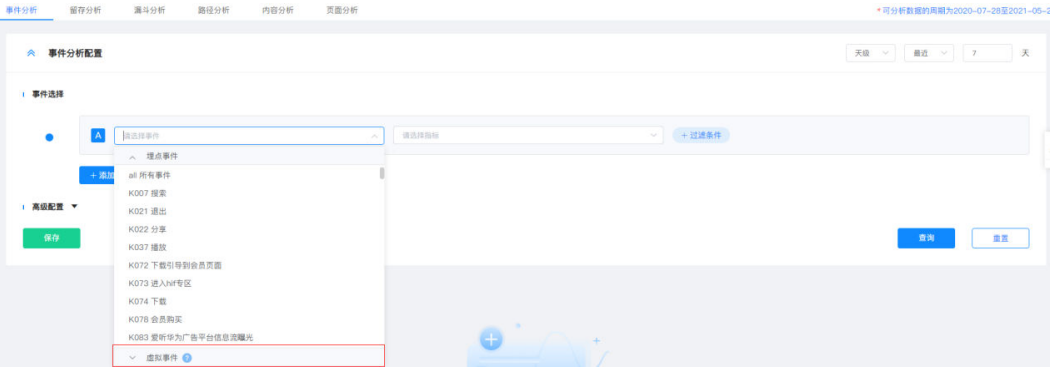 事件分析 留存分析 漏斗分析 路径分析 内容分析 页面分析 *可分析数据的周期为2020-07-28至2021-05-2
事件分析配置 天级 最近 7 天
事件选择
A 请选择事件 请选择指标 + 过滤条件
埋点事件
+ 添加 all 所有事件
K007 搜索
高级配置 K021 退出
K022 分享
保存 查询 重置
K037 播放
K072 下载引导到会员页面
K073 进入hif专区
K074 下载
K078 会员购买
K083 爱听华为广告平台信息流曝光
虚拟事件 ?